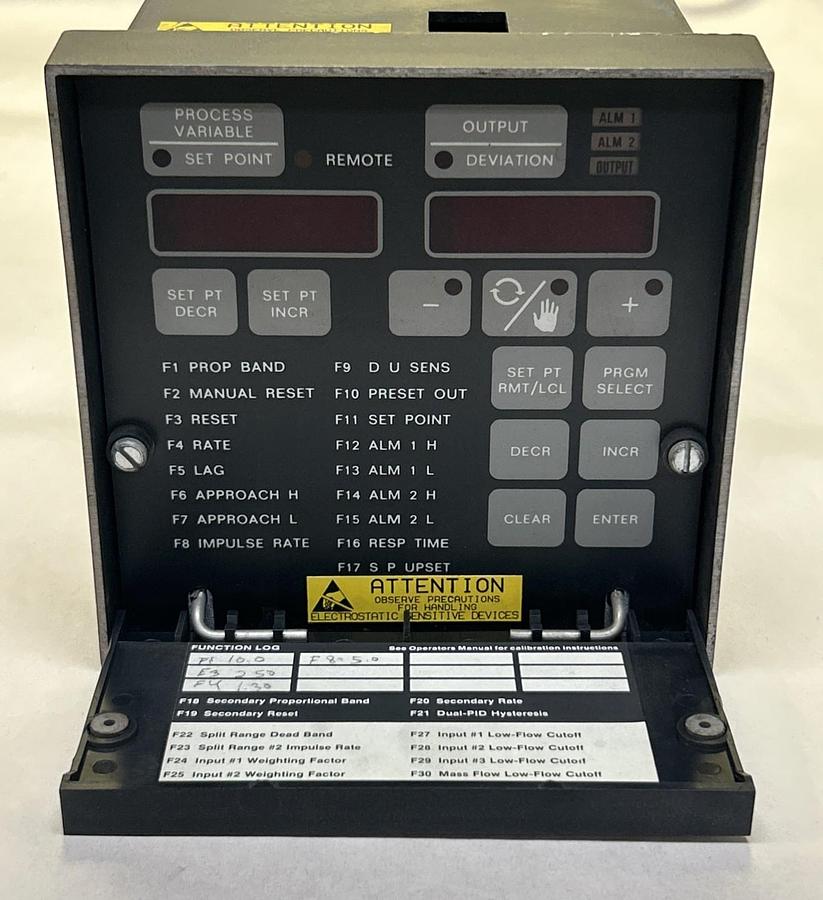 ATTENTION
PROCESS
VARIABLE
SET POINT
REMOTE
OUTPUT
DEVIATION
ALM 1
ALM 2
OUTPUT
SET PT
DECR
SET PT
INCR
−
+
F1 PROP BAND
F2 MANUAL RESET
F3 RESET
F4 RATE
F5 LAG
F6 APPROACH H
F7 APPROACH L
F8 IMPULSE RATE
F9 D U SENS
F10 PRESET OUT
F11 SET POINT
F12 ALM 1 H
F13 ALM 1 L
F14 ALM 2 H
F15 ALM 2 L
F16 RESP TIME
F17 S P UPSET
SET PT
RMT/LCL
PRGM
SELECT
DECR
INCR
CLEAR
ENTER
ATTENTION
OBSERVE PRECAUTIONS
FOR HANDLING
ELECTROSTATIC SENSITIVE DEVICES
FUNCTION LOG
See Operators Manual for calibration instructions
F1 10.0
F 8= 5.0
F3 .250
F4 1.30
F18 Secondary Proportional Band
F19 Secondary Reset
F20 Secondary Rate
F21 Dual-PID Hysteresis
F22 Split Range Dead Band
F23 Split Range #2 Impulse Rate
F24 Input #1 Weighting Factor
F25 Input #2 Weighting Factor
F27 Input #1 Low-Flow Cutoff
F28 Input #2 Low-Flow Cutoff
F29 Input #3 Low-Flow Cutoff
F30 Mass Flow Low-Flow Cutoff